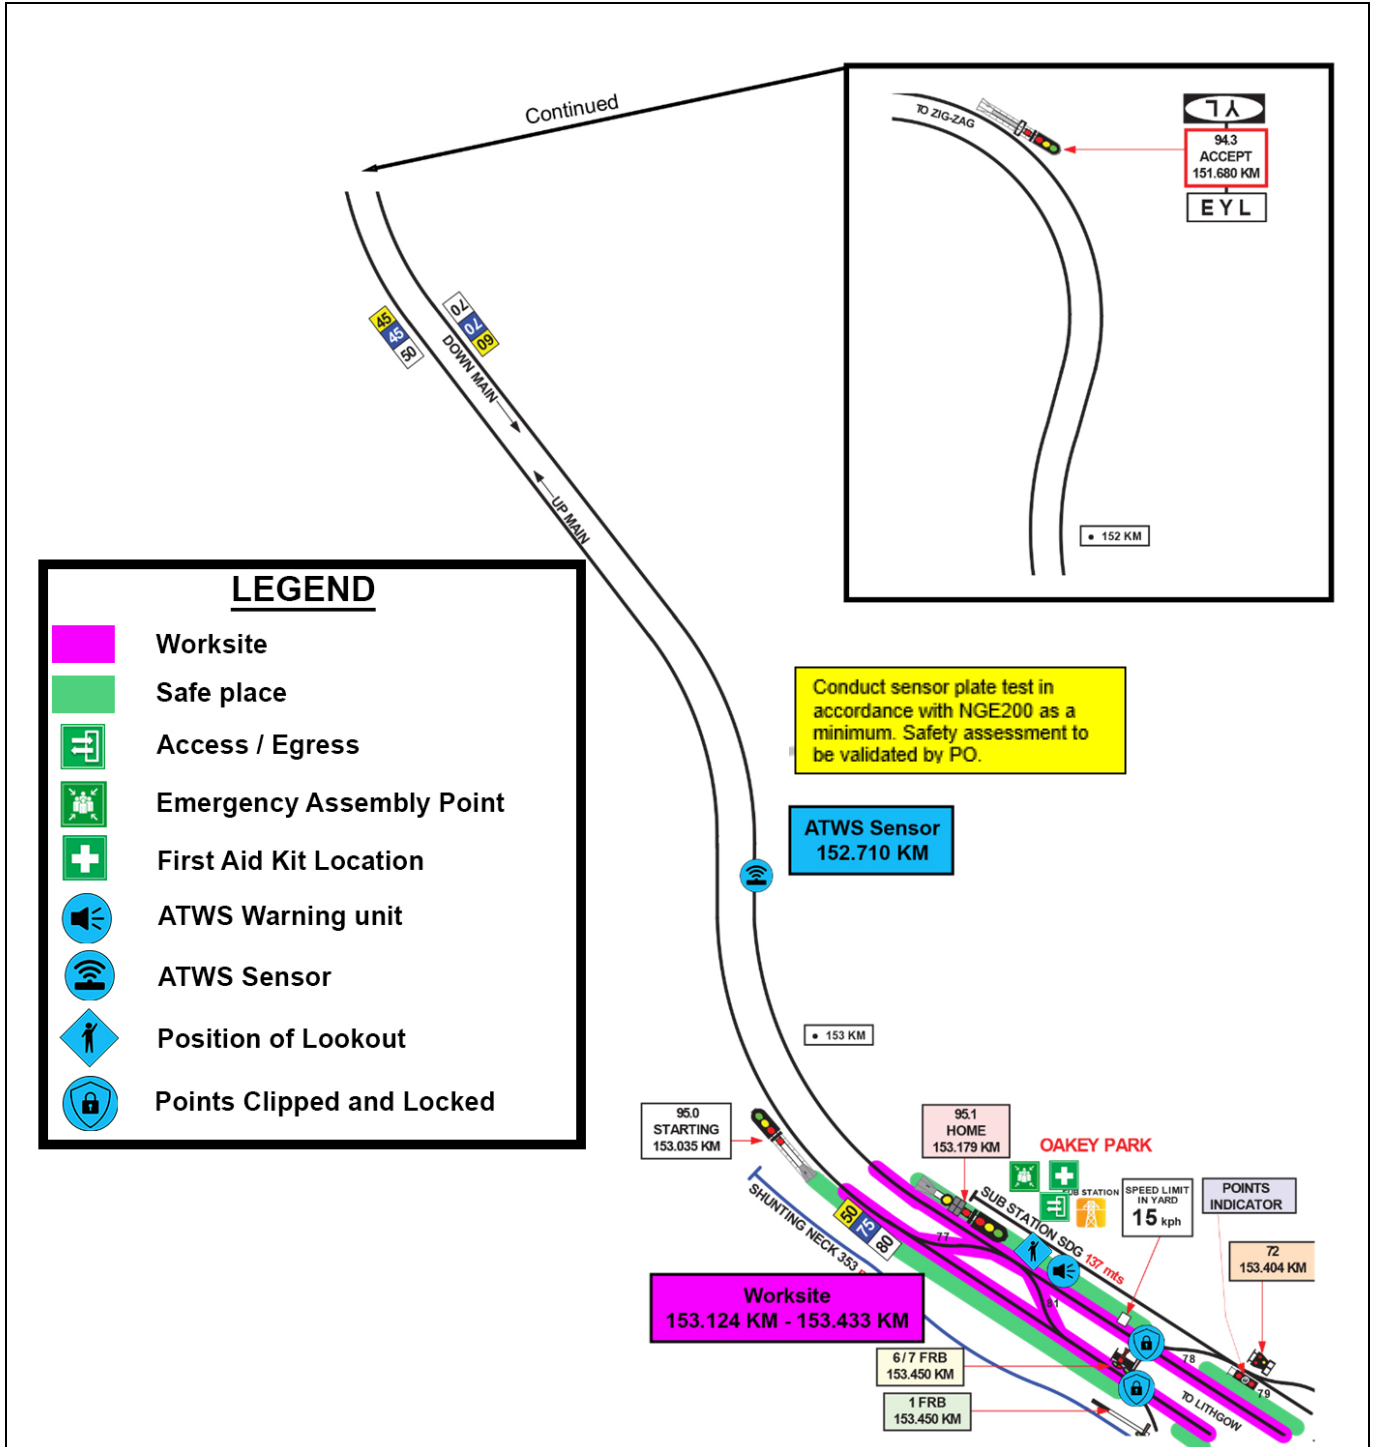 Continued
TO ZIG-ZAG
YL
94.3
ACCEPT
151.680 KM
EYL
152 KM
45
45
50
70
70
60
DOWN MAIN
UP MAIN
LEGEND
Worksite
Safe place
Access / Egress
Emergency Assembly Point
First Aid Kit Location
ATWS Warning unit
ATWS Sensor
Position of Lookout
Points Clipped and Locked
Conduct sensor plate test in
accordance with NGE200 as a
minimum. Safety assessment to
be validated by PO.
ATWS Sensor
152.710 KM
153 KM
95.0
STARTING
153.035 KM
95.1
HOME
153.179 KM
OAKEY PARK
SUB STATION
SPEED LIMIT
IN YARD
15 kph
POINTS
INDICATOR
72
153.404 KM
SUB STATION SDG 137 mts
SHUNTING NECK 353
50
75
80
77
81
78
79
Worksite
153.124 KM - 153.433 KM
6/7 FRB
153.450 KM
1 FRB
153.450 KM
TO LITHGOW